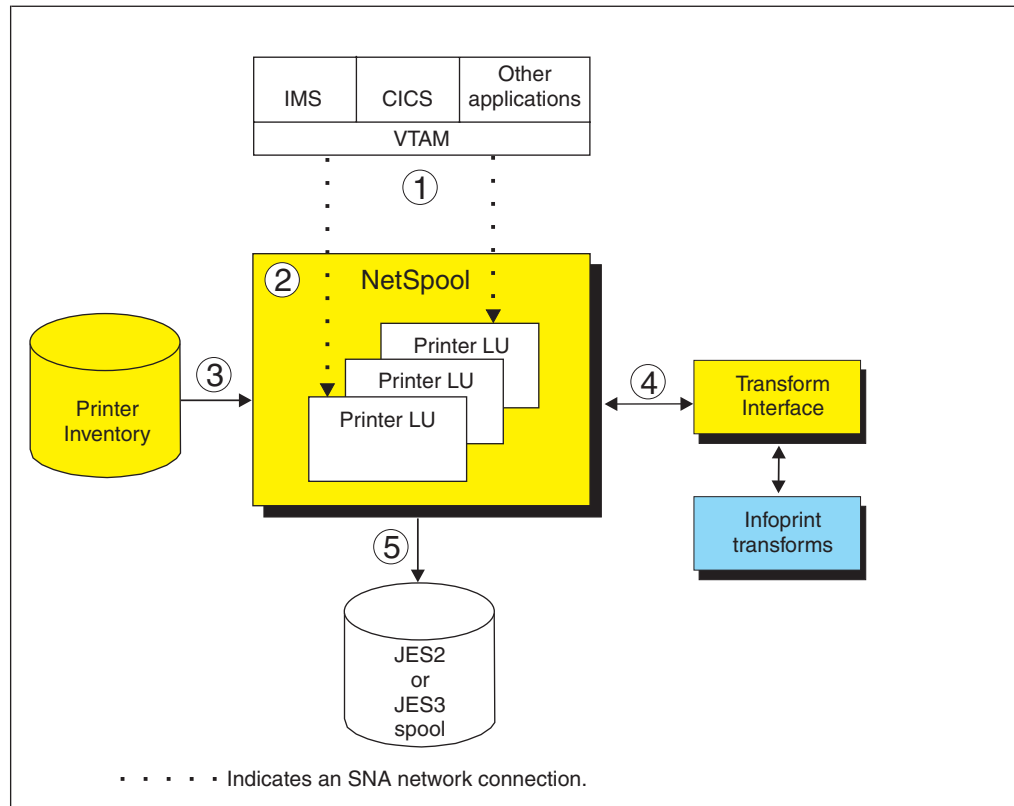 IMS
CICS
Other
applications
VTAM
1
2
NetSpool
Printer LU
Printer LU
Printer LU
3
Printer
Inventory
4
Transform
Interface
Infoprint
transforms
5
JES2
or
JES3
spool
Indicates an SNA network connection.